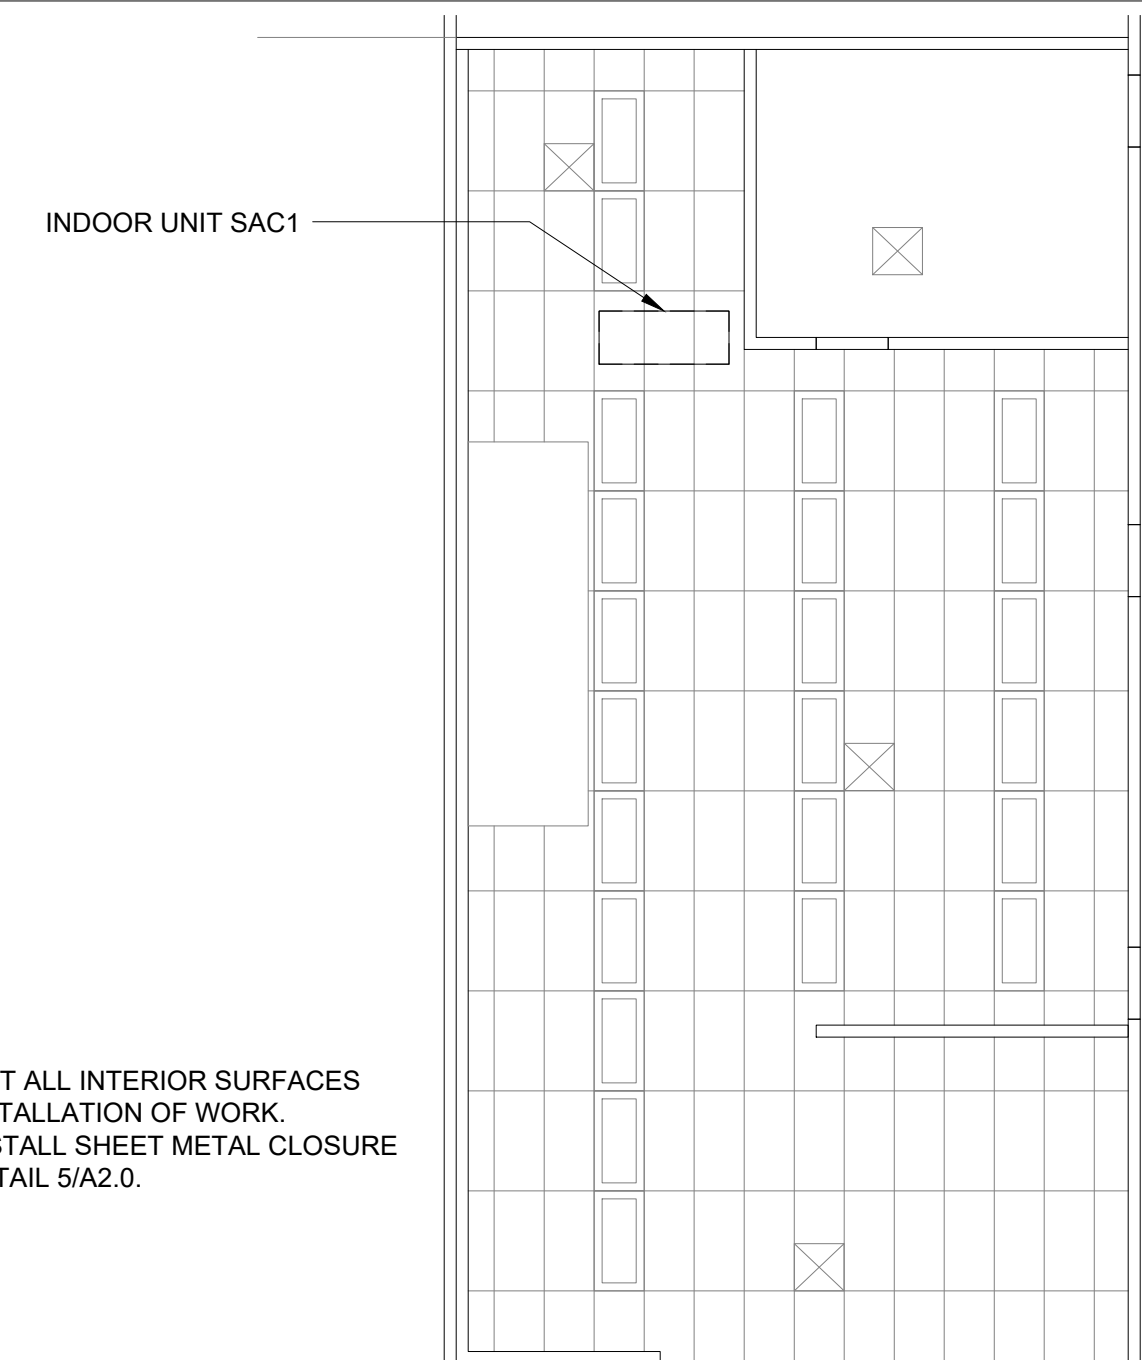 INDOOR UNIT SAC1
T ALL INTERIOR SURFACES
TALLATION OF WORK.
STALL SHEET METAL CLOSURE
TAIL 5/A2.0.